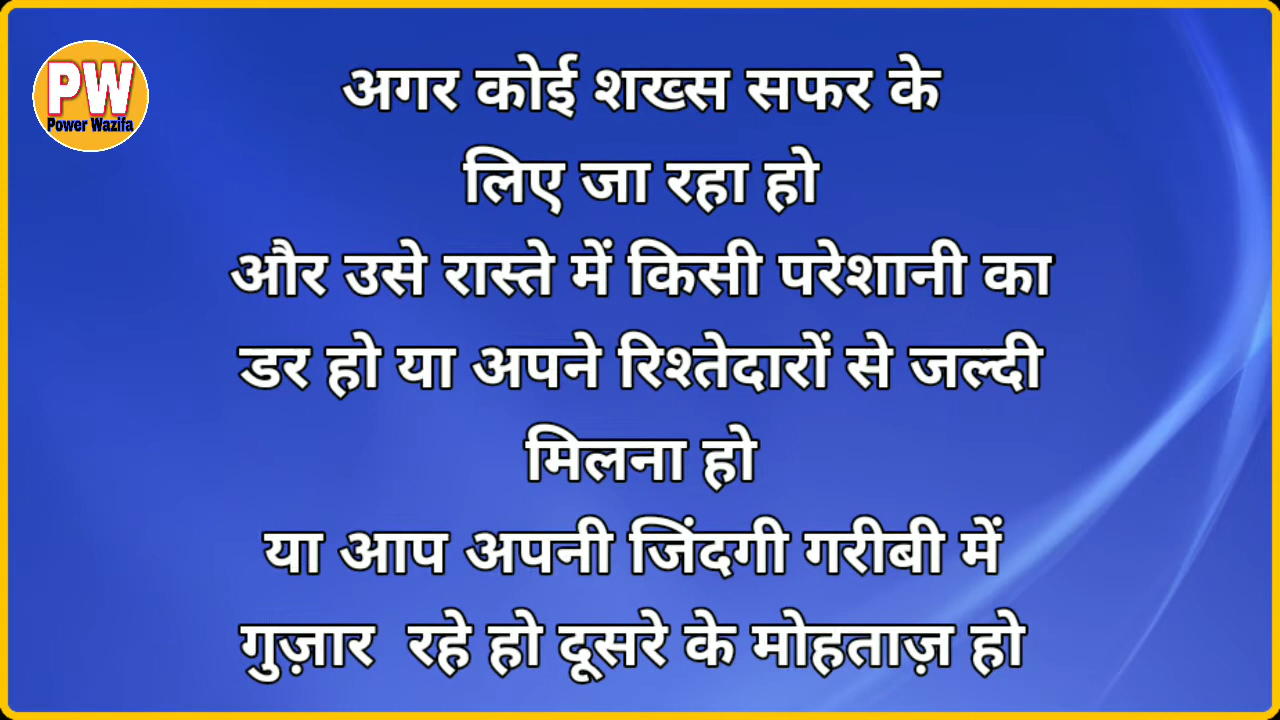 PW
Power Wazifa
अगर कोई शख्स सफर के
लिए जा रहा हो
और उसे रास्ते में किसी परेशानी का
डर हो या अपने रिश्तेदारों से जल्दी
मिलना हो
या आप अपनी जिंदगी गरीबी में
गुज़ार रहे हो दूसरे के मोहताज़ हो